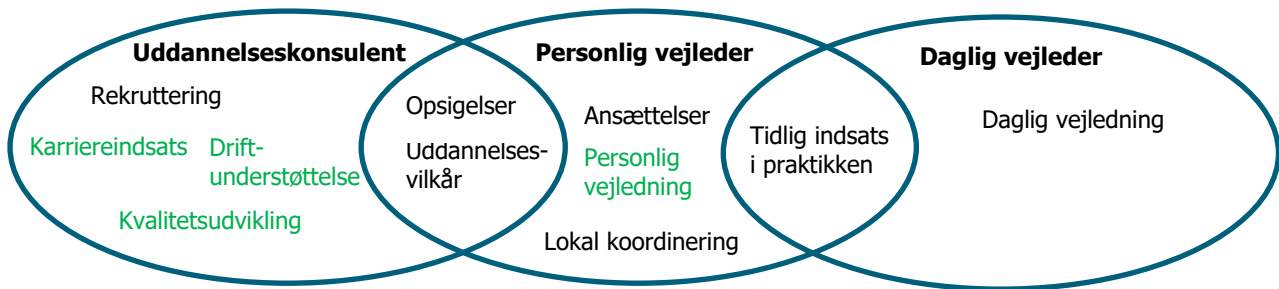 Uddannelseskonsulent
Rekruttering
Karriereindsats
Drift-
understøttelse
Kvalitetsudvikling
Opsigelser
Uddannelses-
vilkår
Personlig vejleder
Ansættelser
Personlig
vejledning
Lokal koordinering
Tidlig indsats
i praktikken
Daglig vejleder
Daglig vejledning